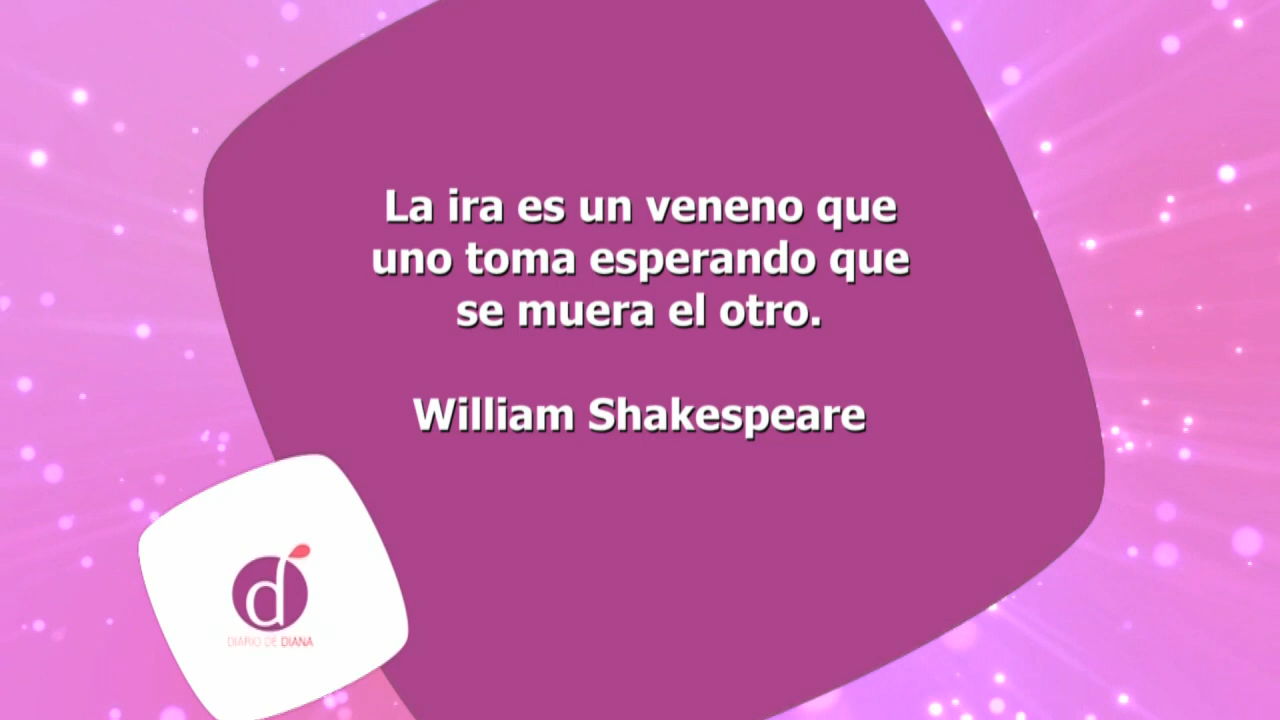 La ira es un veneno que
uno toma esperando que
se muera el otro.
William Shakespeare
d
DIARIO DE DIANA